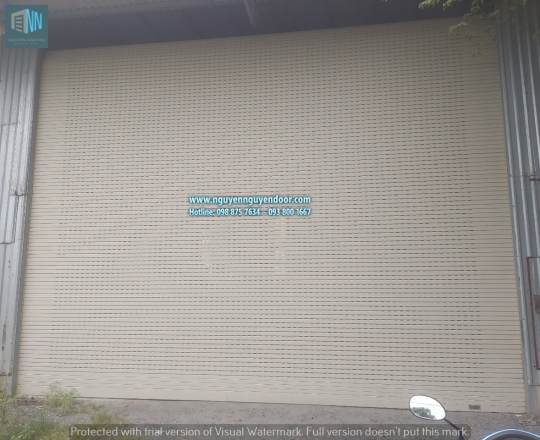 NN
www.nguyennguyendoor.com
Hotline: 098 875 7634 - 093 800 1667
Protected with trial version of Visual Watermark. Full version doesn't put this mark.